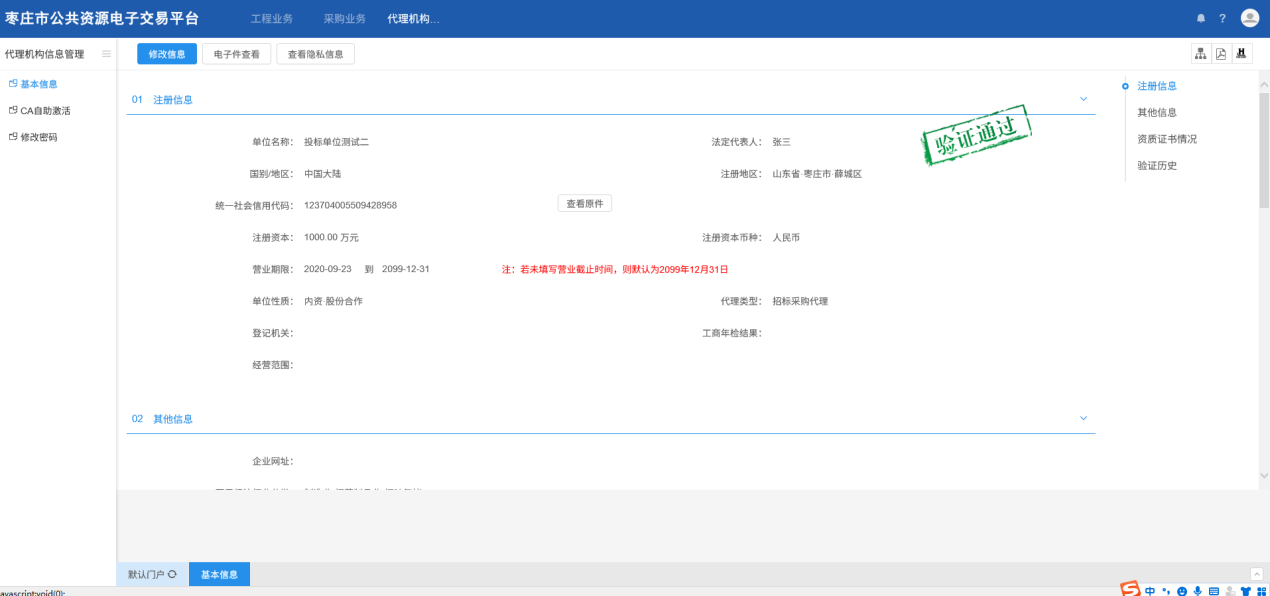 枣庄市公共资源电子交易平台 工程业务 采购业务 代理机构...
代理机构信息管理 修改信息 电子件查看 查看隐私信息
基本信息
CA自助激活
修改密码
01 注册信息
验证通过
单位名称： 投标单位测试二 法定代表人： 张三
国别/地区： 中国大陆 注册地区： 山东省·枣庄市·薛城区
统一社会信用代码： 123704005509428958 查看原件
注册资本： 1000.00 万元 注册资本币种： 人民币
营业期限： 2020-09-23 到 2099-12-31 注：若未填写营业截止时间，则默认为2099年12月31日
单位性质： 内资·股份合作 代理类型： 招标采购代理
登记机关： 工商年检结果：
经营范围：
02 其他信息
企业网址：
注册信息
其他信息
资质证书情况
验证历史
默认门户 基本信息
avascript:void(0);
中